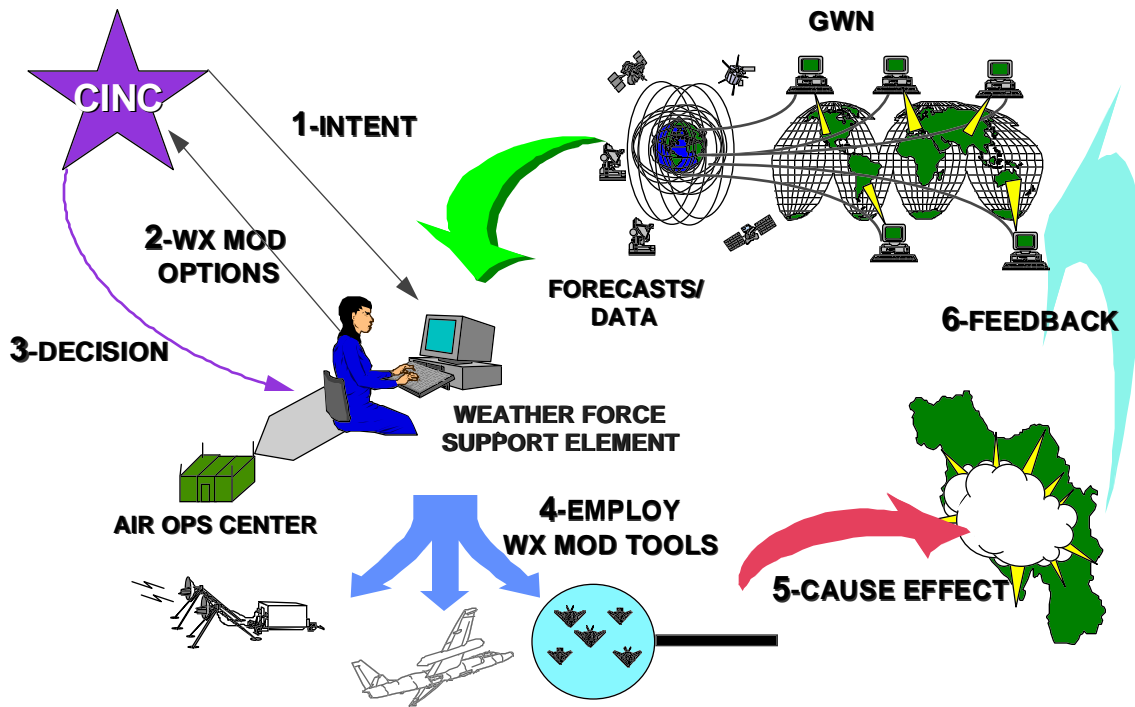 GWN
CINC
1-INTENT
2-WX MOD
OPTIONS
3-DECISION
FORECASTS/
DATA
6-FEEDBACK
WEATHER FORCE
SUPPORT ELEMENT
AIR OPS CENTER
4-EMPLOY
WX MOD TOOLS
5-CAUSE EFFECT